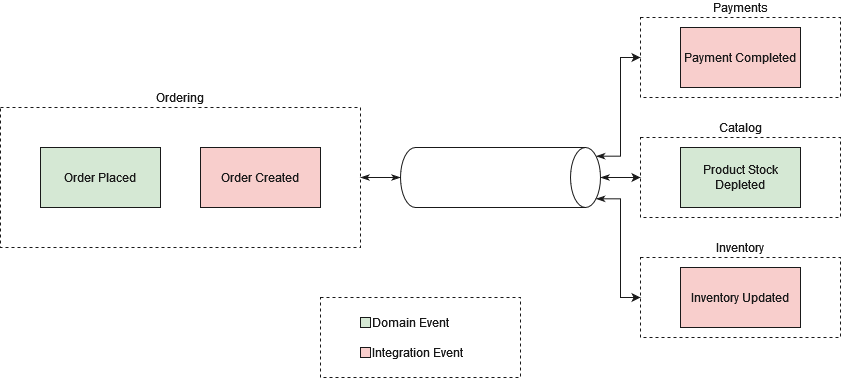 Payments
Payment Completed
Ordering
Order Placed
Order Created
Catalog
Product Stock
Depleted
Inventory
Inventory Updated
Domain Event
Integration Event